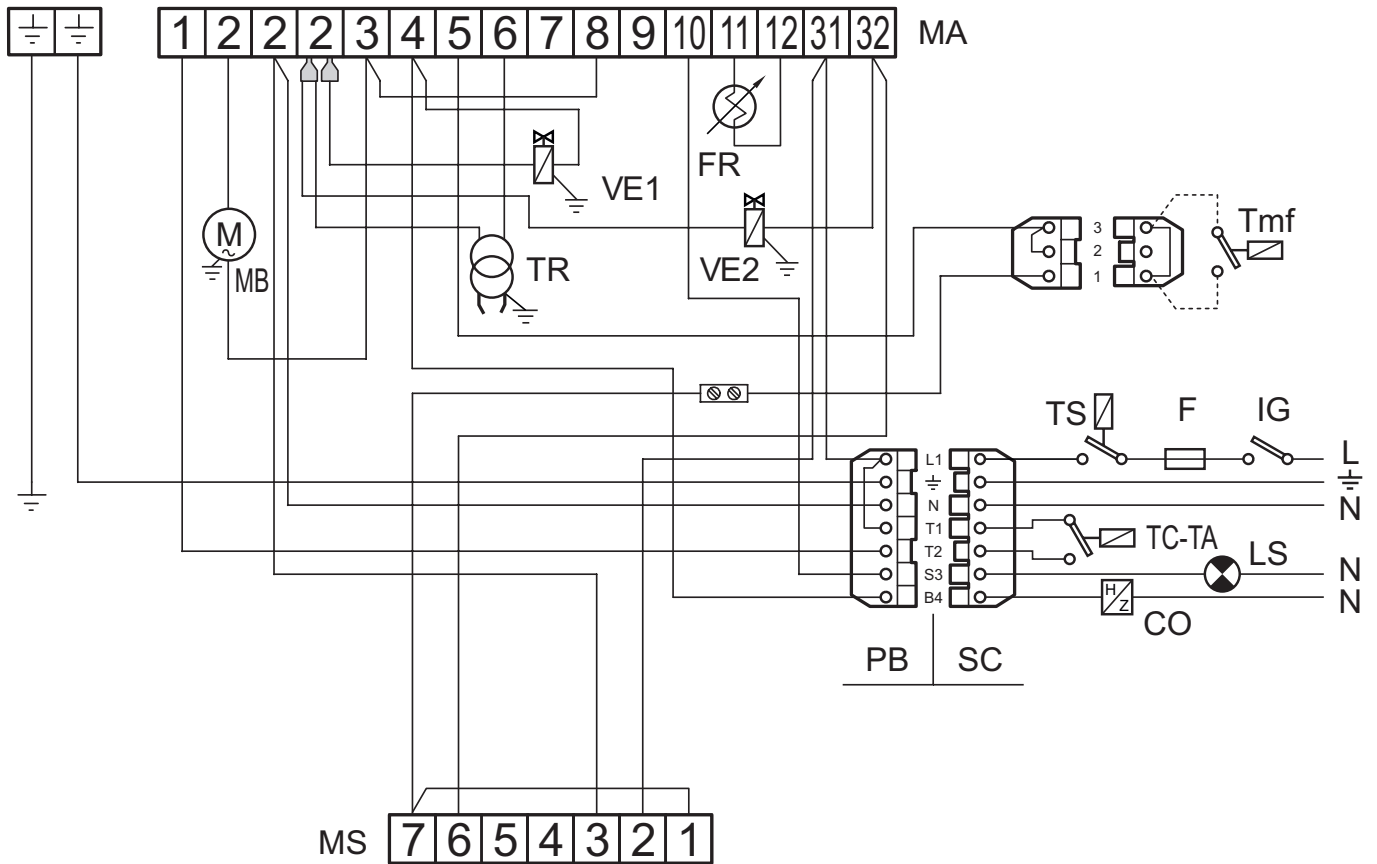 1 2 2 2 3 4 5 6 7 8 9 10 11 12 31 32 MA
FR
VE1
M
~
MB
TR
VE2
3
2
1
Tmf
TS F IG
L1 L
N N
T1
T2 TC-TA
S3 LS N
B4 H/Z N
CO
PB SC
MS 7 6 5 4 3 2 1